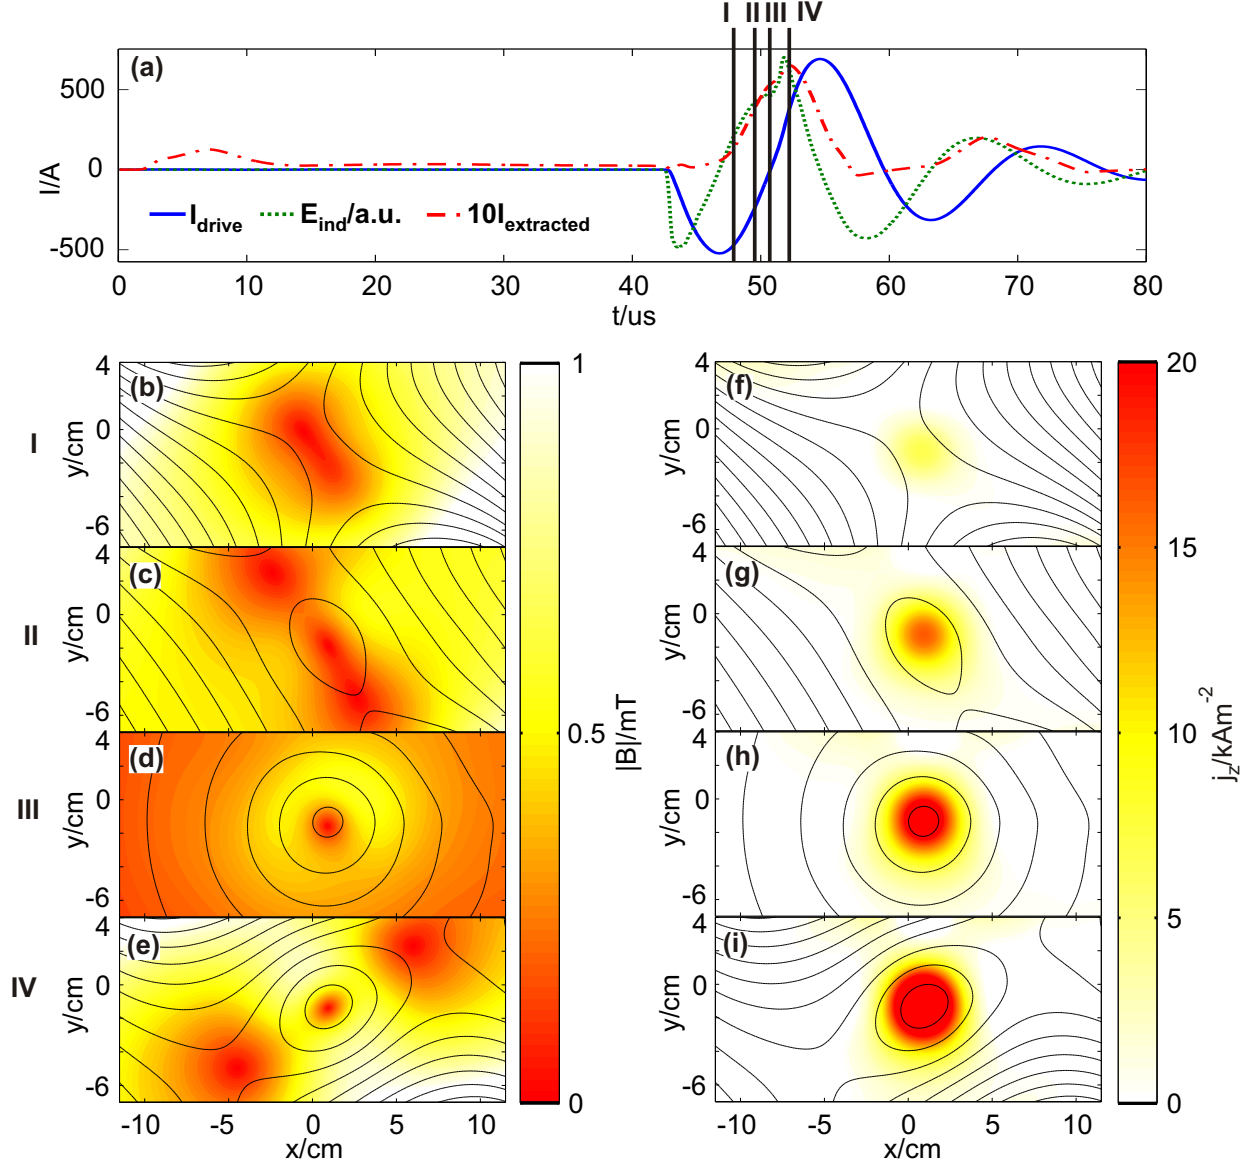 I II III IV
(a)
500
0
-500
I/A
I_drive E_ind/a.u. 10I_extracted
0 10 20 30 40 50 60 70 80
t/us
I
(b)
4
0
-6
y/cm
II
(c)
4
0
-6
y/cm
III
(d)
4
0
-6
y/cm
IV
(e)
4
0
-6
y/cm
-10 -5 0 5 10
x/cm
1
0.5
0
|B|/mT
(f)
4
0
-6
y/cm
(g)
4
0
-6
y/cm
(h)
4
0
-6
y/cm
(i)
4
0
-6
y/cm
-10 -5 0 5 10
x/cm
20
15
10
5
0
j_z/kAm^-2